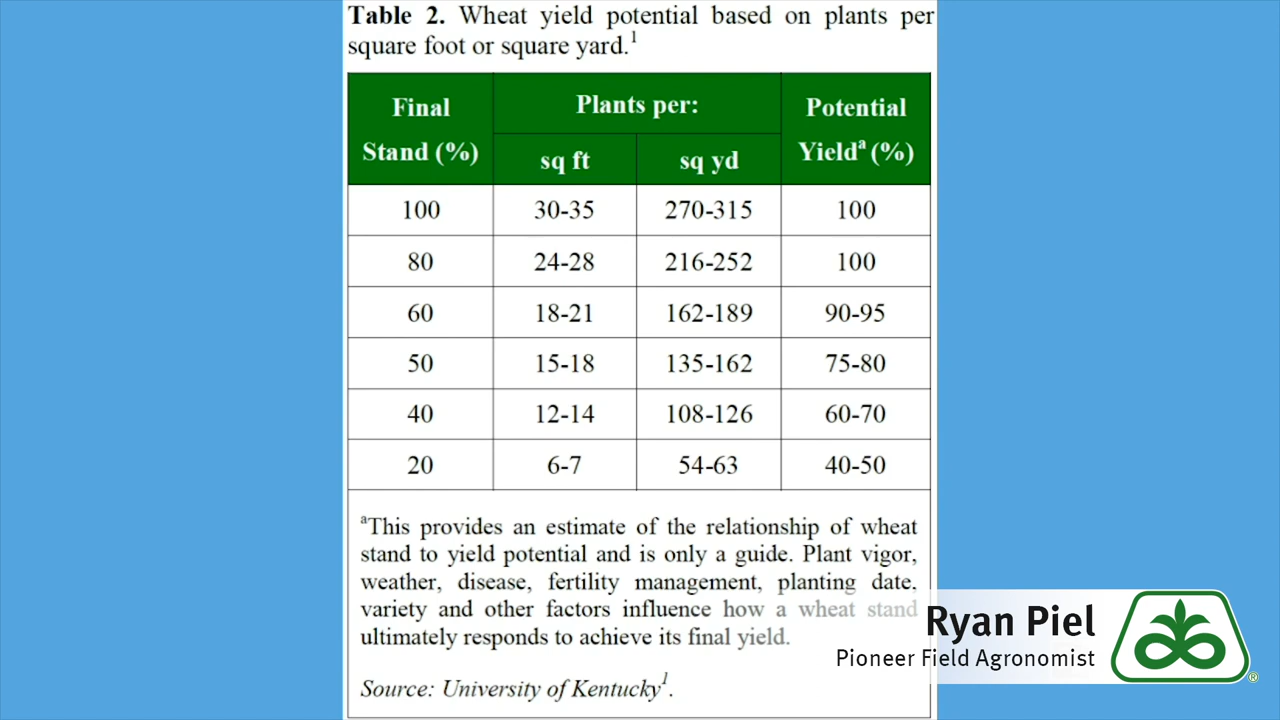 Table 2. Wheat yield potential based on plants per
square foot or square yard.1
Final Stand (%) Plants per: Potential Yielda (%)
sq ft sq yd
100 30-35 270-315 100
80 24-28 216-252 100
60 18-21 162-189 90-95
50 15-18 135-162 75-80
40 12-14 108-126 60-70
20 6-7 54-63 40-50
aThis provides an estimate of the relationship of wheat
stand to yield potential and is only a guide. Plant vigor,
weather, disease, fertility management, planting date,
variety and other factors influence how a wheat stand
ultimately responds to achieve its final yield.
Source: University of Kentucky1.
Ryan Piel
Pioneer Field Agronomist
®